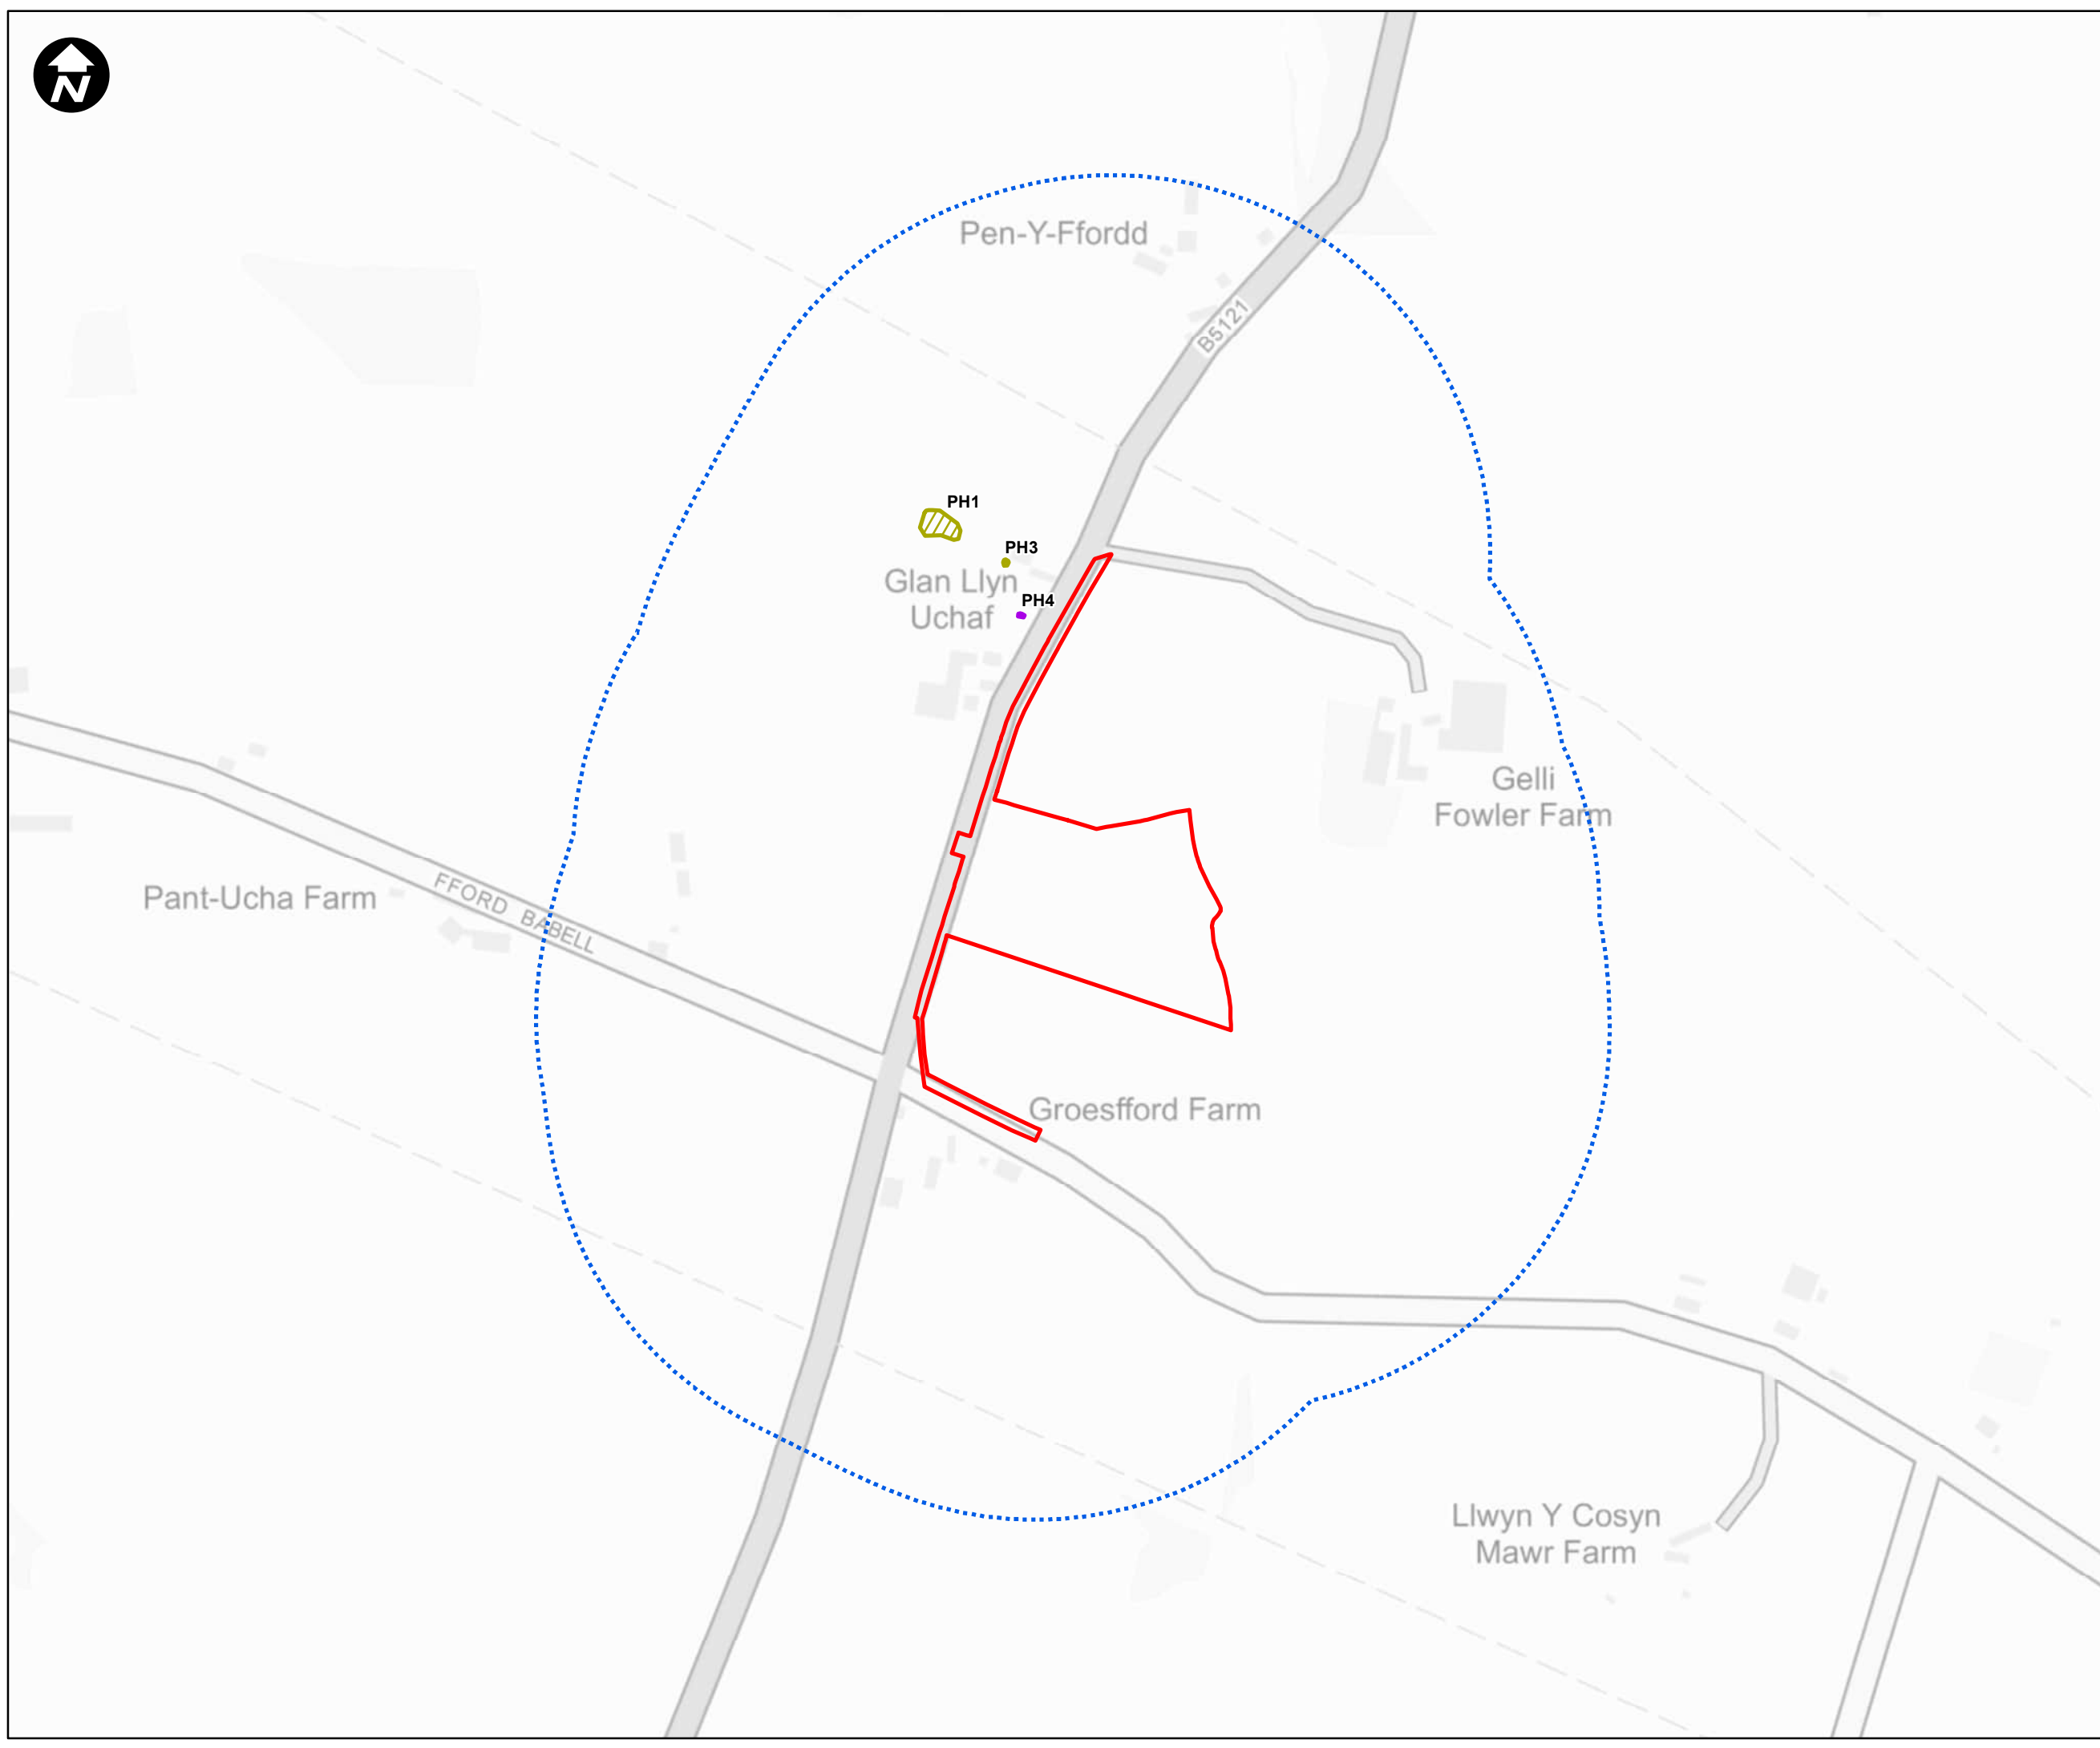 N
Pen-Y-Ffordd
B5121
PH1
PH3
Glan Llyn
Uchaf
PH4
Gelli
Fowler Farm
Pant-Ucha Farm
FFORD BABELL
Groesfford Farm
Llwyn Y Cosyn
Mawr Farm